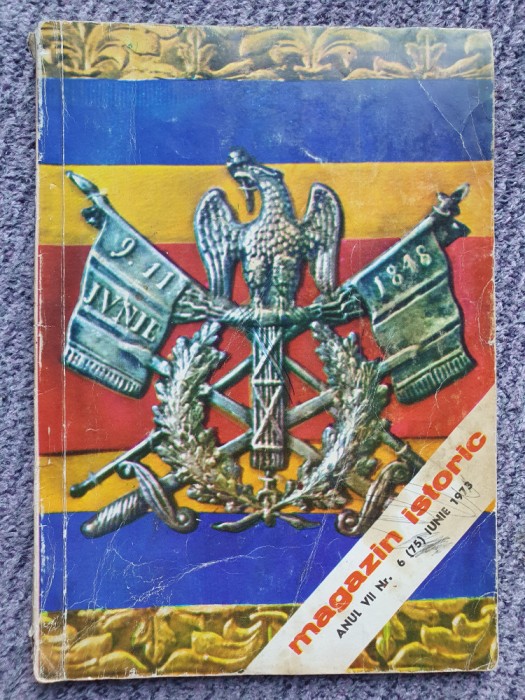 9 11
IVNIE
1848
magazin istoric
ANUL VII Nr. 6 (75) IUNIE 1973